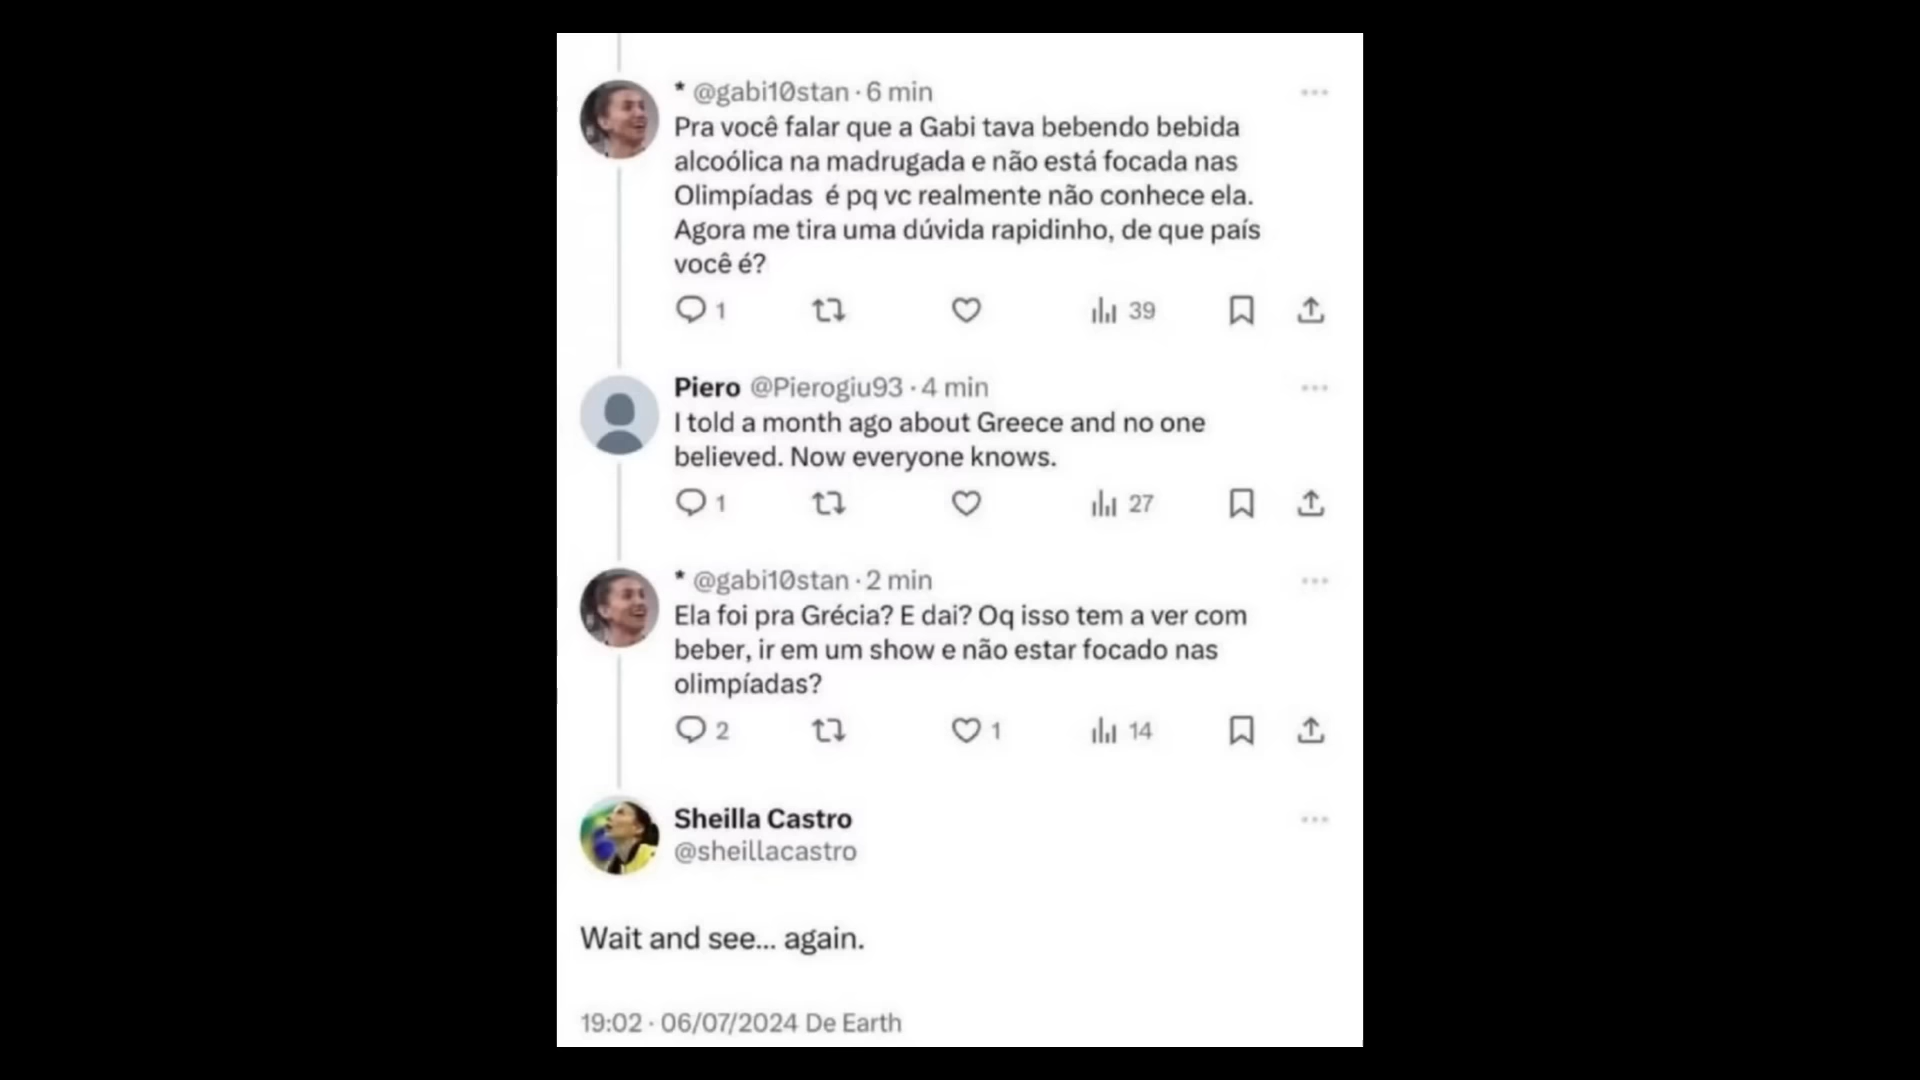 * @gabi10stan · 6 min
Pra você falar que a Gabi tava bebendo bebida
alcoólica na madrugada e não está focada nas
Olimpíadas  é pq vc realmente não conhece ela.
Agora me tira uma dúvida rapidinho, de que país
você é?
1 39
Piero @Pierogiu93 · 4 min
I told a month ago about Greece and no one
believed. Now everyone knows.
1 27
* @gabi10stan · 2 min
Ela foi pra Grécia? E dai? Oq isso tem a ver com
beber, ir em um show e não estar focado nas
olimpíadas?
2 1 14
Sheilla Castro
@sheillacastro
Wait and see... again.
19:02 · 06/07/2024 De Earth